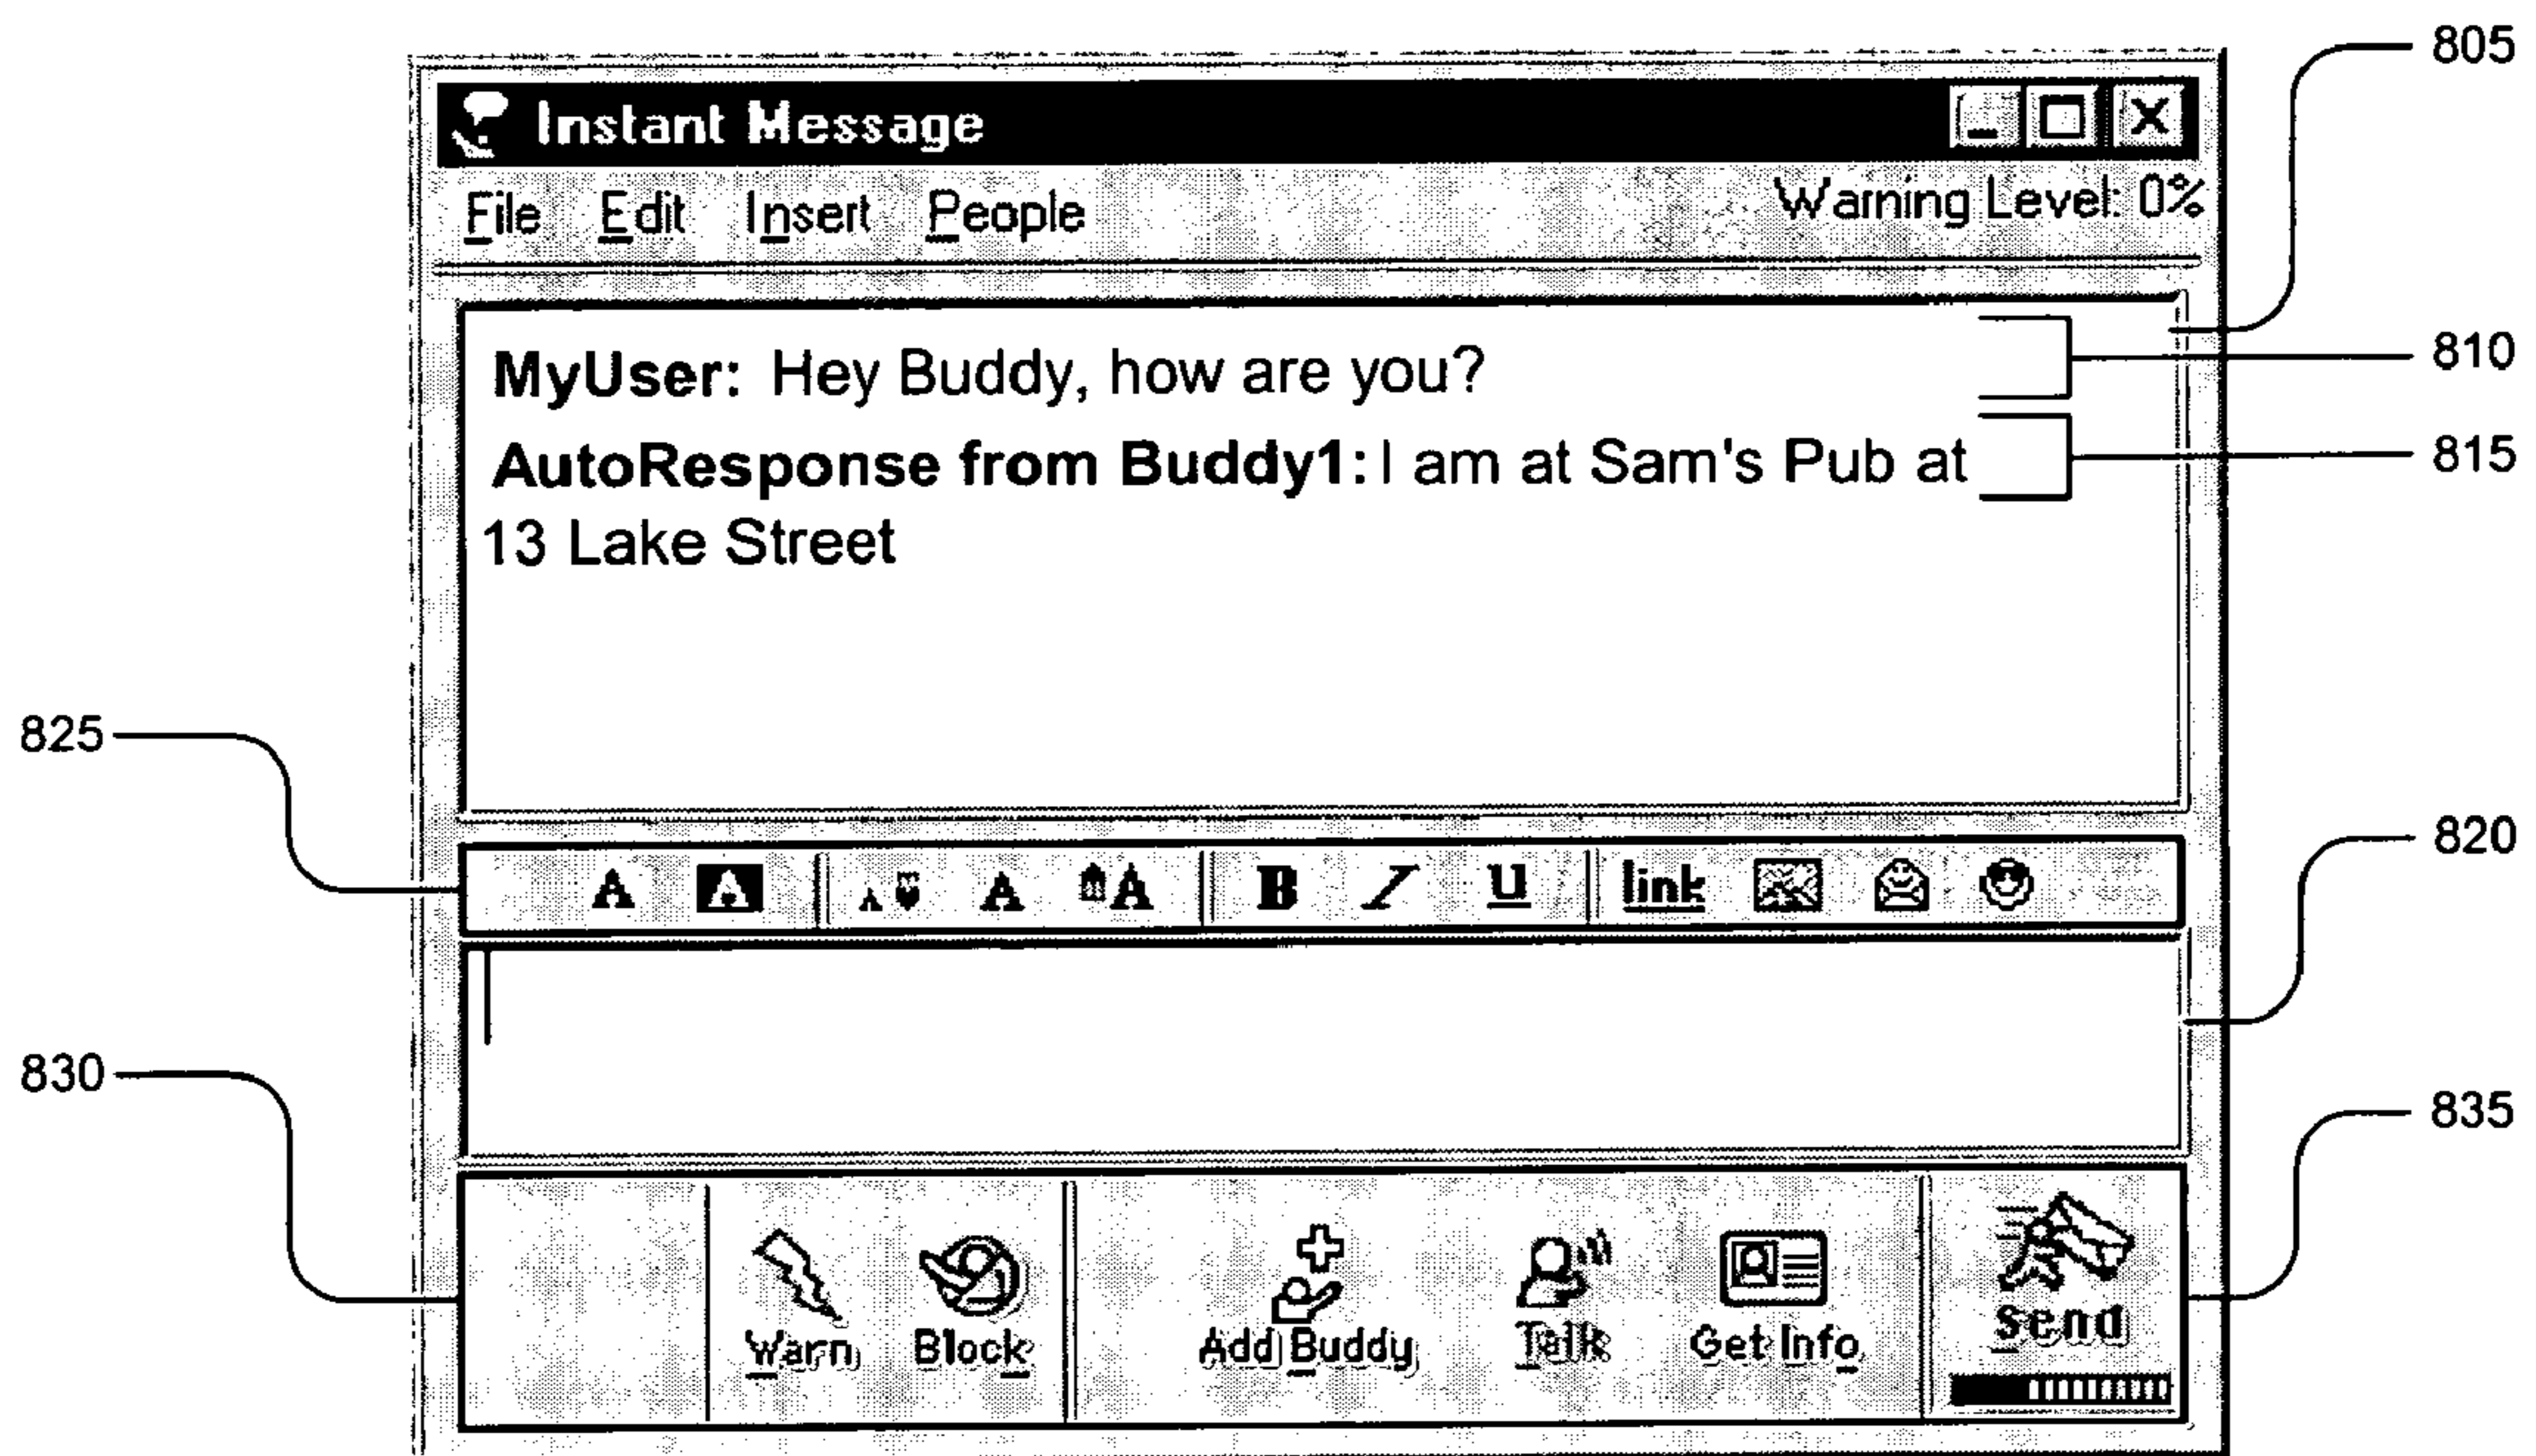 805
Instant Message
File Edit Insert People Warning Level: 0%
MyUser: Hey Buddy, how are you?
810
AutoResponse from Buddy1: I am at Sam's Pub at
815
13 Lake Street
825
820
A A A A A B I U link
830
835
Warn Block Add Buddy Talk Get Info Send